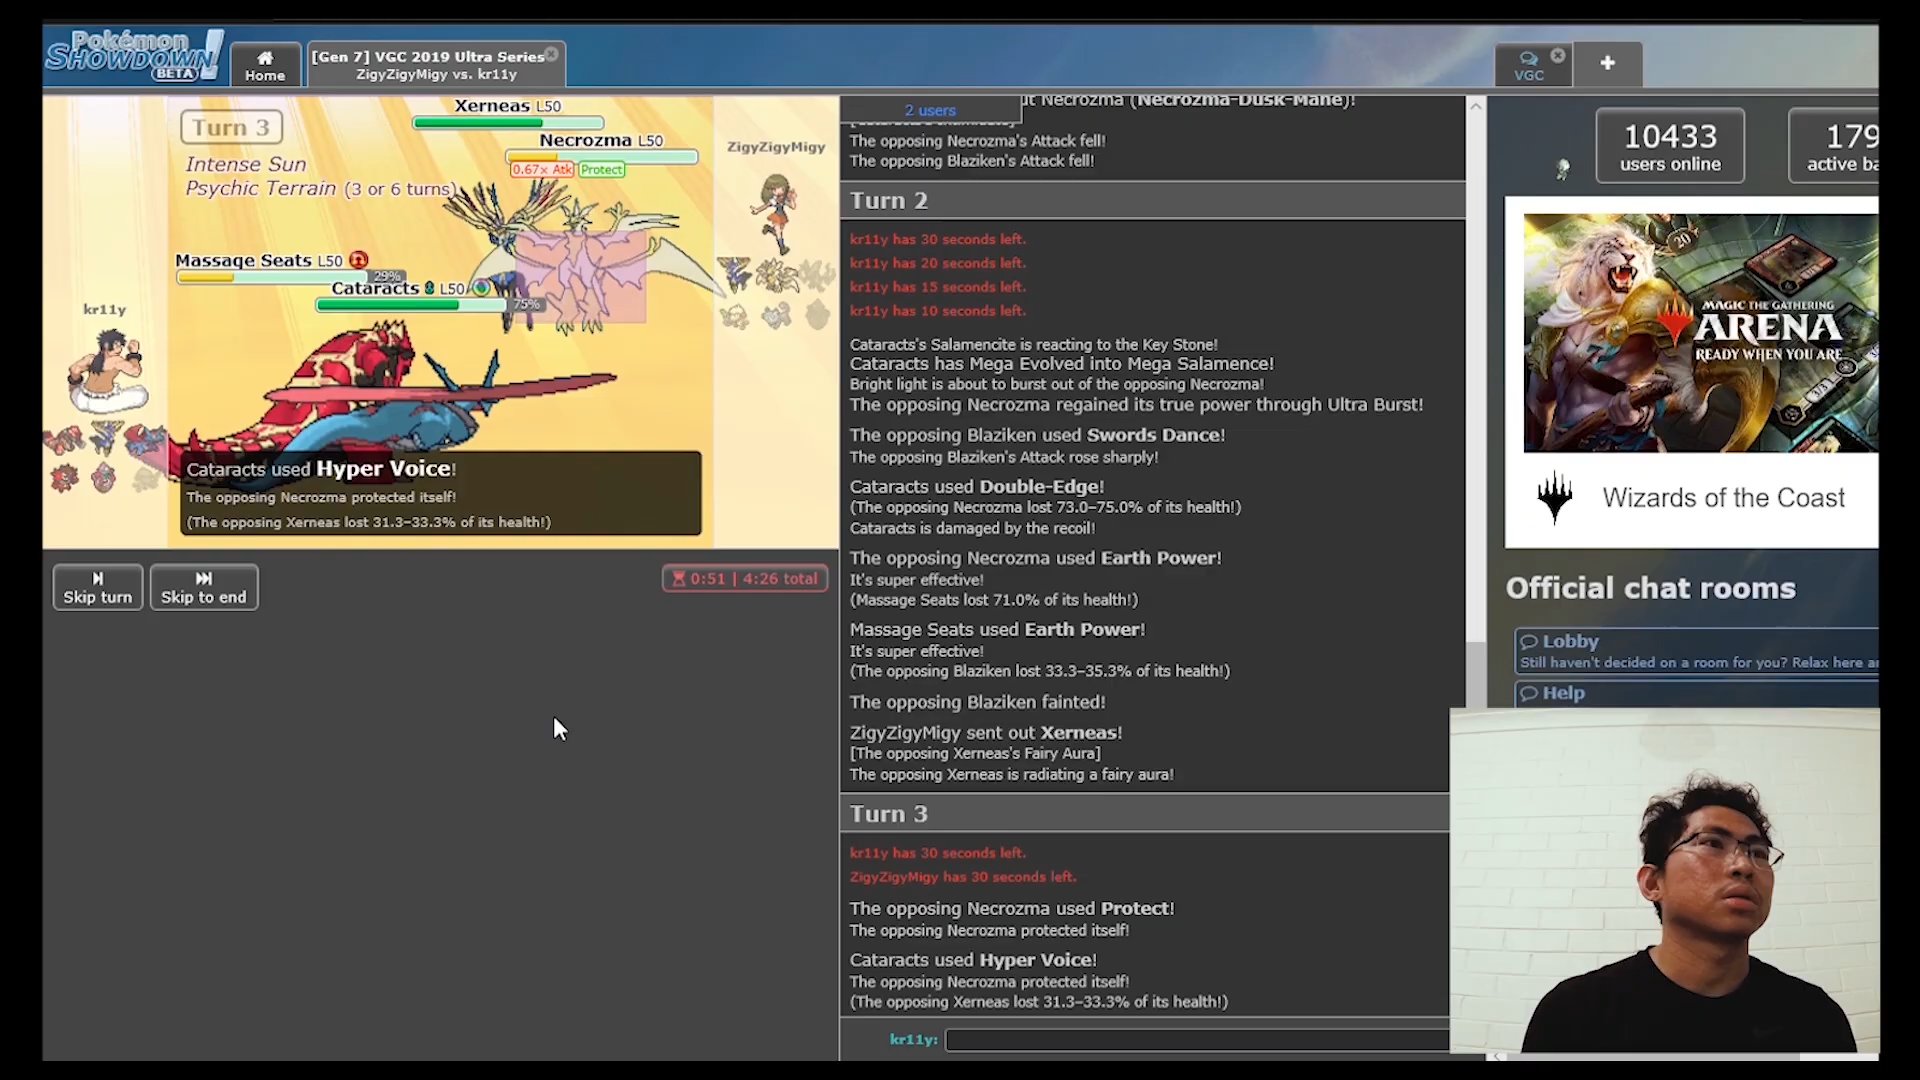 Pokémon
SHOWDOWN!
BETA
Home
[Gen 7] VGC 2019 Ultra Series
ZigyZigyMigy vs. kr11y
VGC
+
Turn 3
Intense Sun
Psychic Terrain (3 or 6 turns)
Xerneas L50
Necrozma L50
0.67× Atk
Protect
ZigyZigyMigy
Massage Seats L50
29%
Cataracts L50
75%
kr11y
Cataracts used Hyper Voice!
The opposing Necrozma protected itself!
(The opposing Xerneas lost 31.3–33.3% of its health!)
Skip turn
Skip to end
0:51 | 4:26 total
2 users
ut Necrozma (Necrozma-Dusk-Mane)!
The opposing Necrozma's Attack fell!
The opposing Blaziken's Attack fell!
Turn 2
kr11y has 30 seconds left.
kr11y has 20 seconds left.
kr11y has 15 seconds left.
kr11y has 10 seconds left.
Cataracts's Salamencite is reacting to the Key Stone!
Cataracts has Mega Evolved into Mega Salamence!
Bright light is about to burst out of the opposing Necrozma!
The opposing Necrozma regained its true power through Ultra Burst!
The opposing Blaziken used Swords Dance!
The opposing Blaziken's Attack rose sharply!
Cataracts used Double-Edge!
(The opposing Necrozma lost 73.0–75.0% of its health!)
Cataracts is damaged by the recoil!
The opposing Necrozma used Earth Power!
It's super effective!
(Massage Seats lost 71.0% of its health!)
Massage Seats used Earth Power!
It's super effective!
(The opposing Blaziken lost 33.3–35.3% of its health!)
The opposing Blaziken fainted!
ZigyZigyMigy sent out Xerneas!
[The opposing Xerneas's Fairy Aura]
The opposing Xerneas is radiating a fairy aura!
Turn 3
kr11y has 30 seconds left.
ZigyZigyMigy has 30 seconds left.
The opposing Necrozma used Protect!
The opposing Necrozma protected itself!
Cataracts used Hyper Voice!
The opposing Necrozma protected itself!
(The opposing Xerneas lost 31.3–33.3% of its health!)
kr11y:
10433
users online
179
active ba
20
MAGIC THE GATHERING
ARENA
READY WHEN YOU ARE
Wizards of the Coast
Official chat rooms
Lobby
Still haven't decided on a room for you? Relax here a
Help